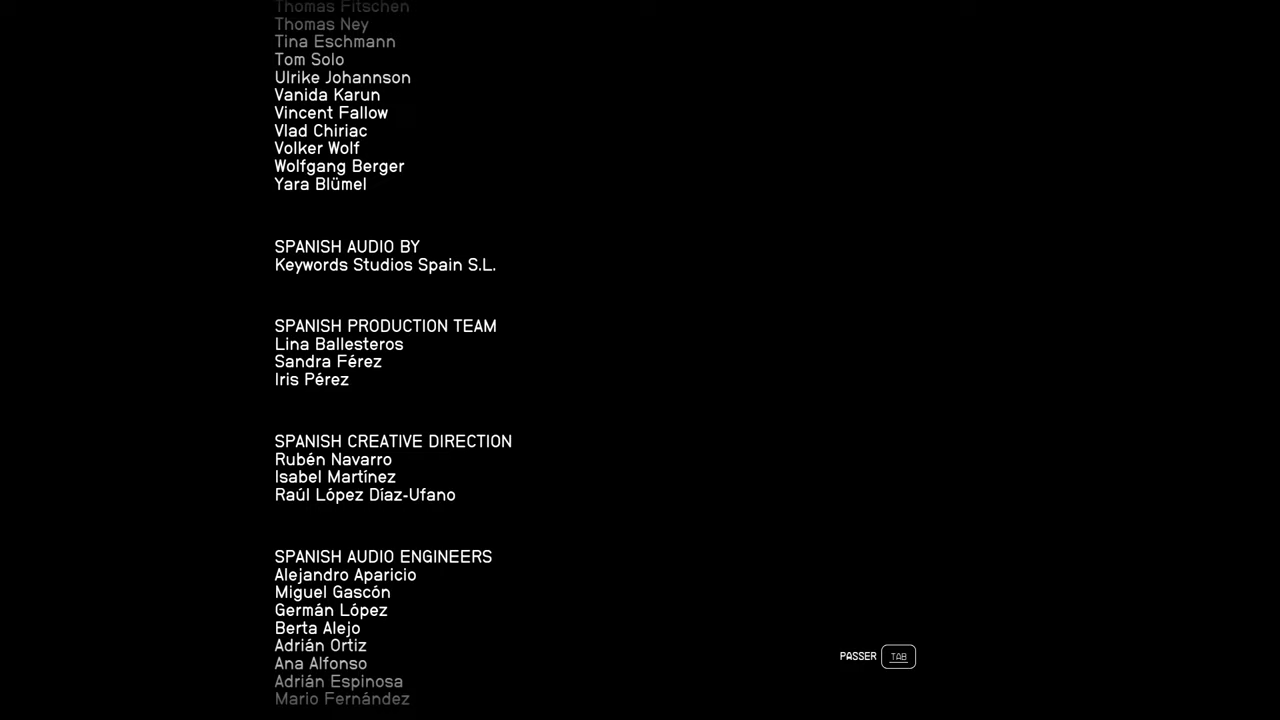 Thomas Fitschen
Thomas Ney
Tina Eschmann
Tom Solo
Ulrike Johannson
Vanida Karun
Vincent Fallow
Vlad Chiriac
Volker Wolf
Wolfgang Berger
Yara Blümel
SPANISH AUDIO BY
Keywords Studios Spain S.L.
SPANISH PRODUCTION TEAM
Lina Ballesteros
Sandra Férez
Iris Pérez
SPANISH CREATIVE DIRECTION
Rubén Navarro
Isabel Martínez
Raúl López Díaz-Ufano
SPANISH AUDIO ENGINEERS
Alejandro Aparicio
Miguel Gascón
Germán López
Berta Alejo
Adrián Ortiz
Ana Alfonso
Adrián Espinosa
Mario Fernández
PASSER TAB